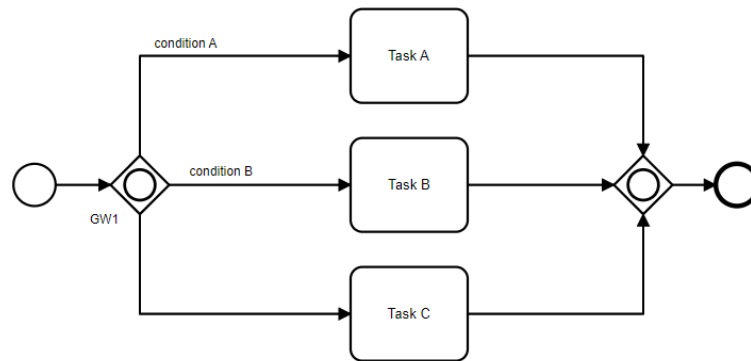 condition A
Task A
condition B
Task B
GW1
Task C